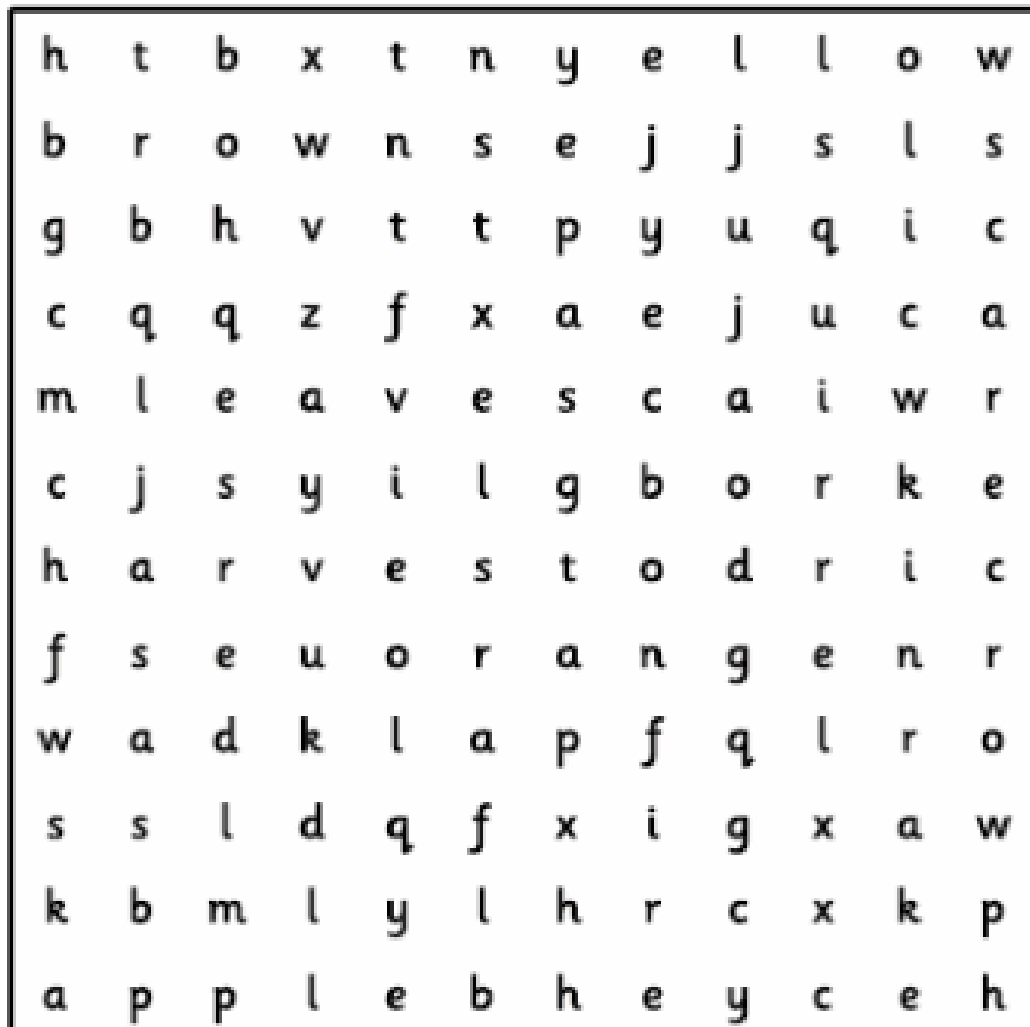 h t b x t n y e l l o w
b r o w n s e j j s l s
g b h v t t p y u q i c
c q q z f x a e j u c a
m l e a v e s c a i w r
c j s y i l g b o r k e
h a r v e s t o d r i c
f s e u o r a n g e n r
w a d k l a p f q l r o
s s l d q f x i g x a w
k b m l y l h r c x k p
a p p l e b h e y c e h